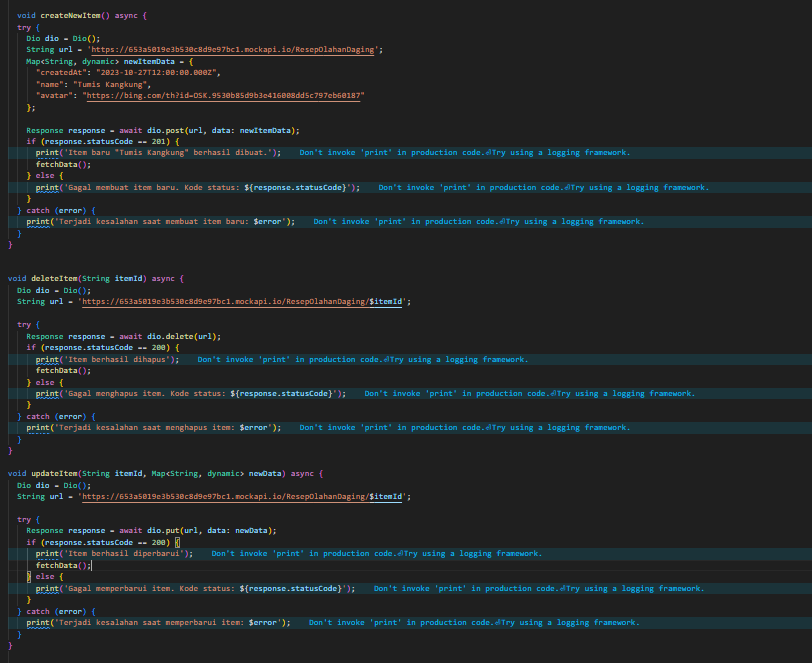 void createNewItem() async {
try {
Dio dio = Dio();
String url = 'https://653a5019e3b530c8d9e97bc1.mockapi.io/ResepOlahanDaging';
Map<String, dynamic> newItemData = {
"createdAt": "2023-10-27T12:00:00.000Z",
"name": "Tumis Kangkung",
"avatar": "https://bing.com/th?id=OSK.9530b85d9b3e416008dd5c797eb60187"
};
Response response = await dio.post(url, data: newItemData);
if (response.statusCode == 201) {
print('Item baru "Tumis Kangkung" berhasil dibuat.'); Don't invoke 'print' in production code.⏎Try using a logging framework.
fetchData();
} else {
print('Gagal membuat item baru. Kode status: ${response.statusCode}'); Don't invoke 'print' in production code.⏎Try using a logging framework.
}
} catch (error) {
print('Terjadi kesalahan saat membuat item baru: $error'); Don't invoke 'print' in production code.⏎Try using a logging framework.
}
}
void deleteItem(String itemId) async {
Dio dio = Dio();
String url = 'https://653a5019e3b530c8d9e97bc1.mockapi.io/ResepOlahanDaging/$itemId';
try {
Response response = await dio.delete(url);
if (response.statusCode == 200) {
print('Item berhasil dihapus'); Don't invoke 'print' in production code.⏎Try using a logging framework.
fetchData();
} else {
print('Gagal menghapus item. Kode status: ${response.statusCode}'); Don't invoke 'print' in production code.⏎Try using a logging framework.
}
} catch (error) {
print('Terjadi kesalahan saat menghapus item: $error'); Don't invoke 'print' in production code.⏎Try using a logging framework.
}
}
void updateItem(String itemId, Map<String, dynamic> newData) async {
Dio dio = Dio();
String url = 'https://653a5019e3b530c8d9e97bc1.mockapi.io/ResepOlahanDaging/$itemId';
try {
Response response = await dio.put(url, data: newData);
if (response.statusCode == 200) {
print('Item berhasil diperbarui'); Don't invoke 'print' in production code.⏎Try using a logging framework.
fetchData();
} else {
print('Gagal memperbarui item. Kode status: ${response.statusCode}'); Don't invoke 'print' in production code.⏎Try using a logging framework.
}
} catch (error) {
print('Terjadi kesalahan saat memperbarui item: $error'); Don't invoke 'print' in production code.⏎Try using a logging framework.
}
}